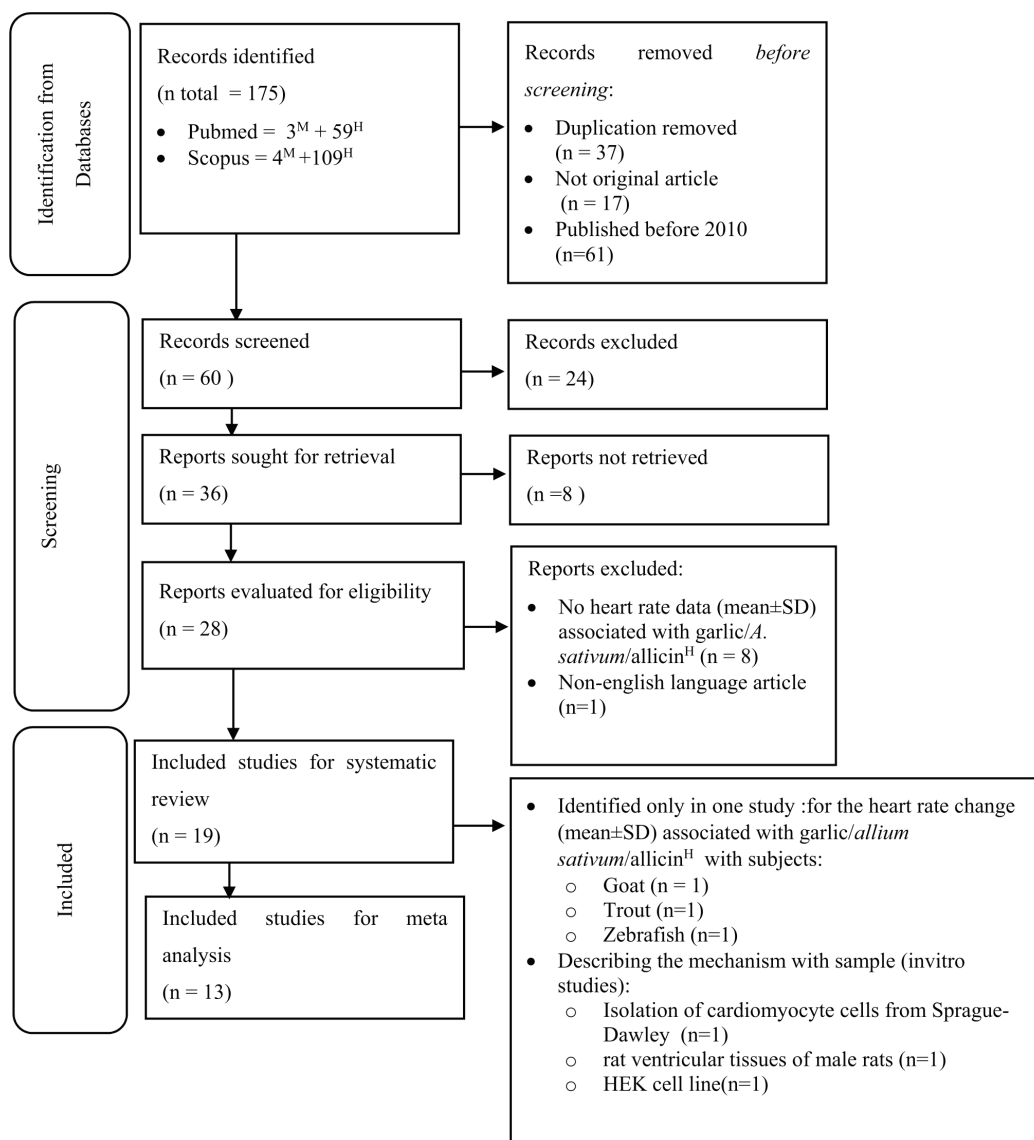 Identification from
Databases
Records identified
(n total = 175)
• Pubmed = 3ᴹ + 59ᴴ
• Scopus = 4ᴹ +109ᴴ
Records removed before
screening:
• Duplication removed
(n = 37)
• Not original article
(n = 17)
• Published before 2010
(n=61)
Screening
Records screened
(n = 60 )
Records excluded
(n = 24)
Reports sought for retrieval
(n = 36)
Reports not retrieved
(n =8 )
Reports evaluated for eligibility
(n = 28)
Reports excluded:
• No heart rate data (mean±SD)
associated with garlic/A.
sativum/allicinᴴ (n = 8)
• Non-english language article
(n=1)
Included
Included studies for systematic
review
(n = 19)
Included studies for meta
analysis
(n = 13)
• Identified only in one study :for the heart rate change
(mean±SD) associated with garlic/allium
sativum/allicinᴴ with subjects:
o Goat (n = 1)
o Trout (n=1)
o Zebrafish (n=1)
• Describing the mechanism with sample (invitro
studies):
o Isolation of cardiomyocyte cells from Sprague-
Dawley (n=1)
o rat ventricular tissues of male rats (n=1)
o HEK cell line(n=1)